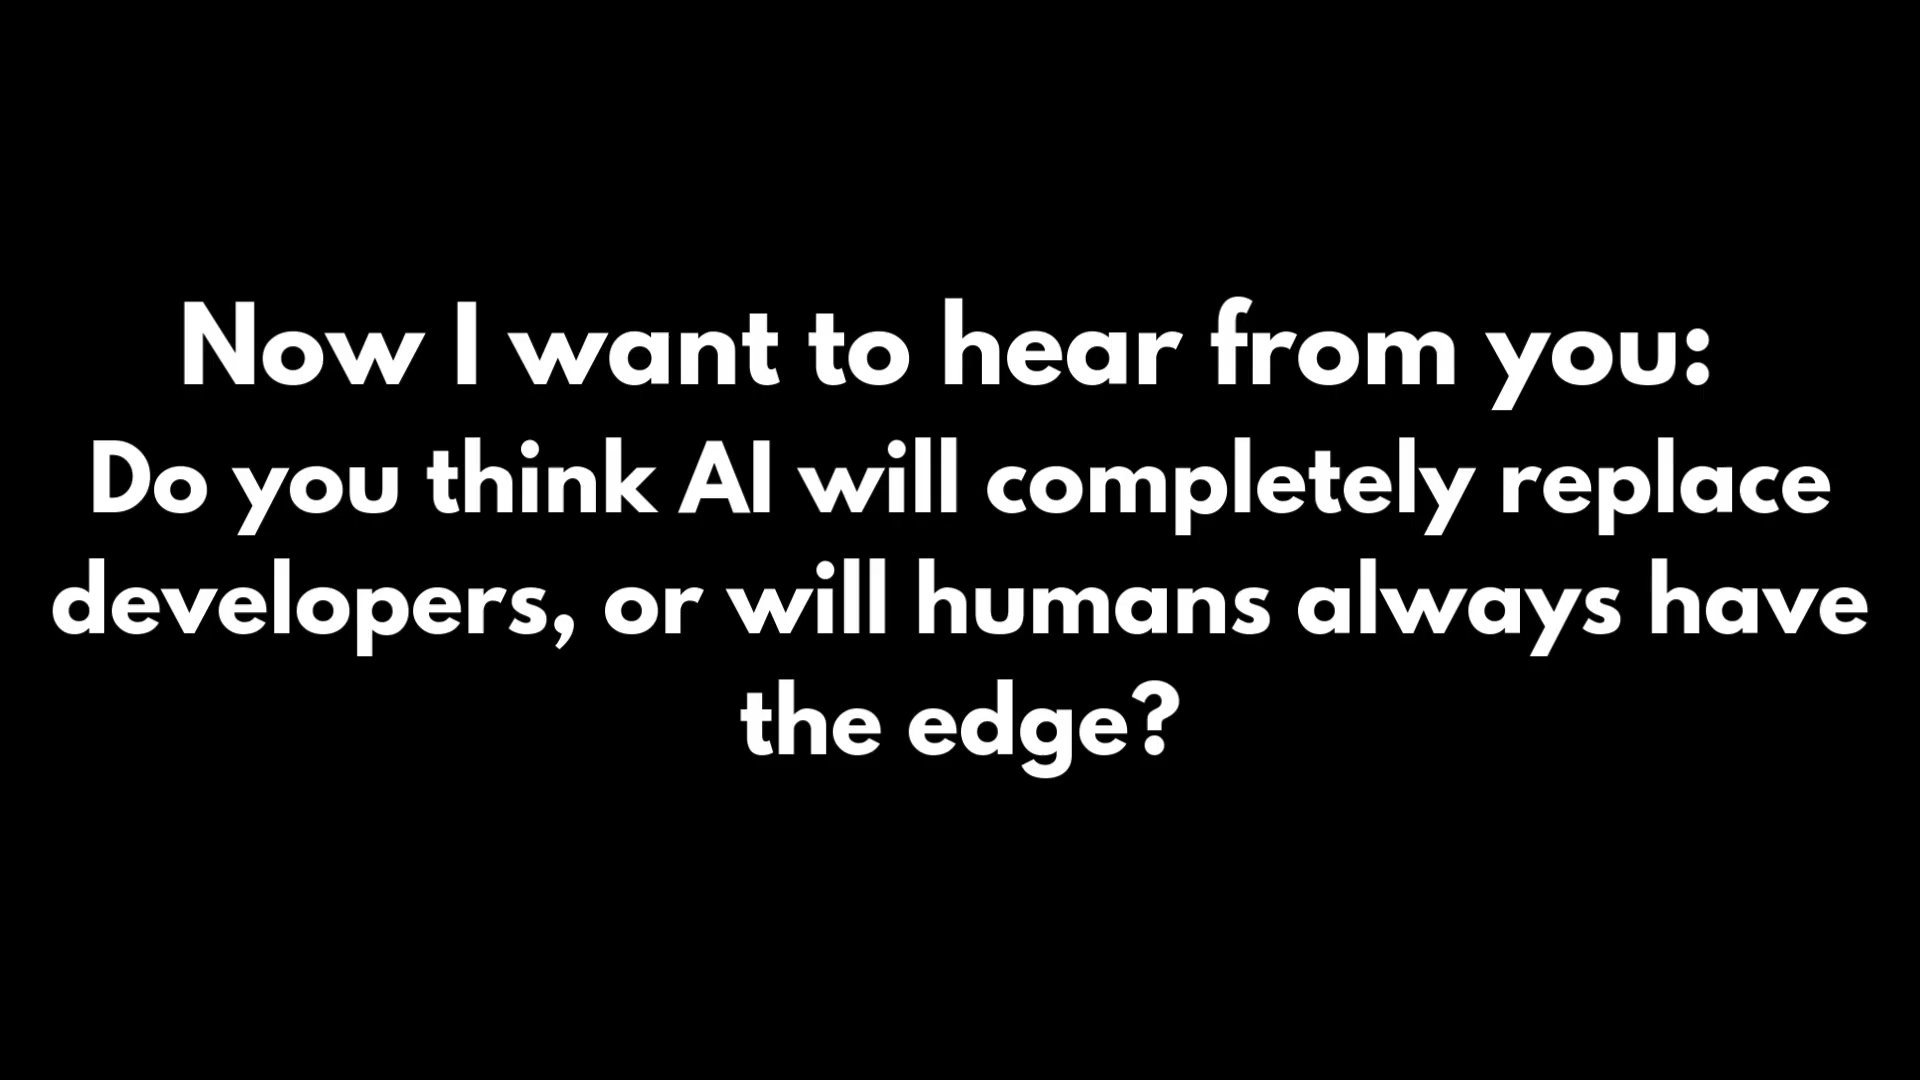 Now I want to hear from you:
Do you think AI will completely replace
developers, or will humans always have
the edge?